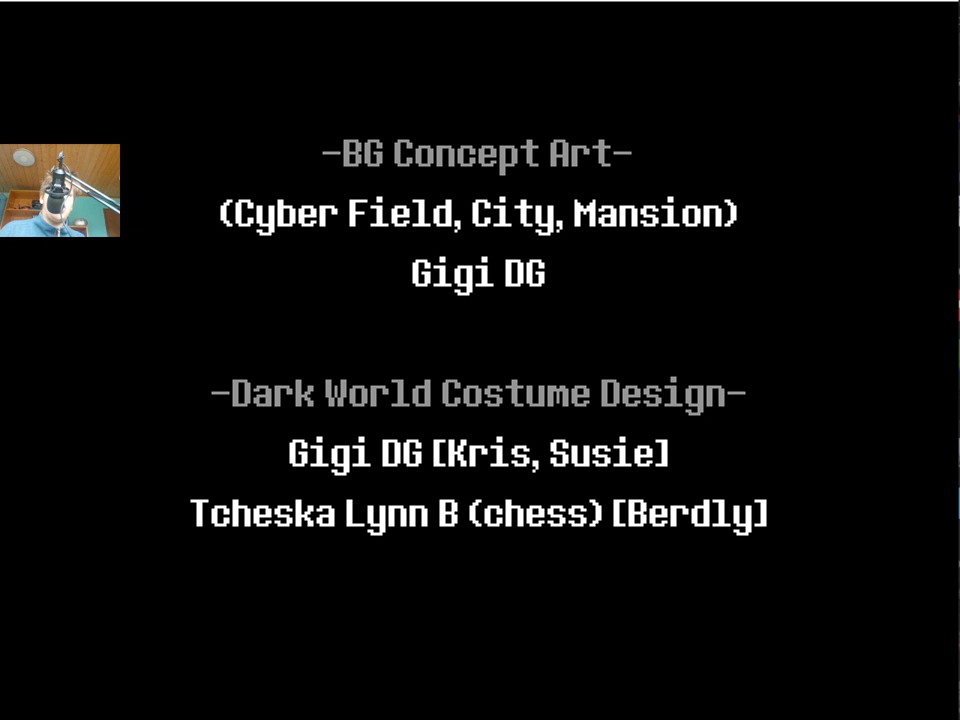 -BG Concept Art-
(Cyber Field, City, Mansion)
Gigi DG
-Dark World Costume Design-
Gigi DG [Kris, Susie]
Tcheska Lynn B (chess) [Berdly]